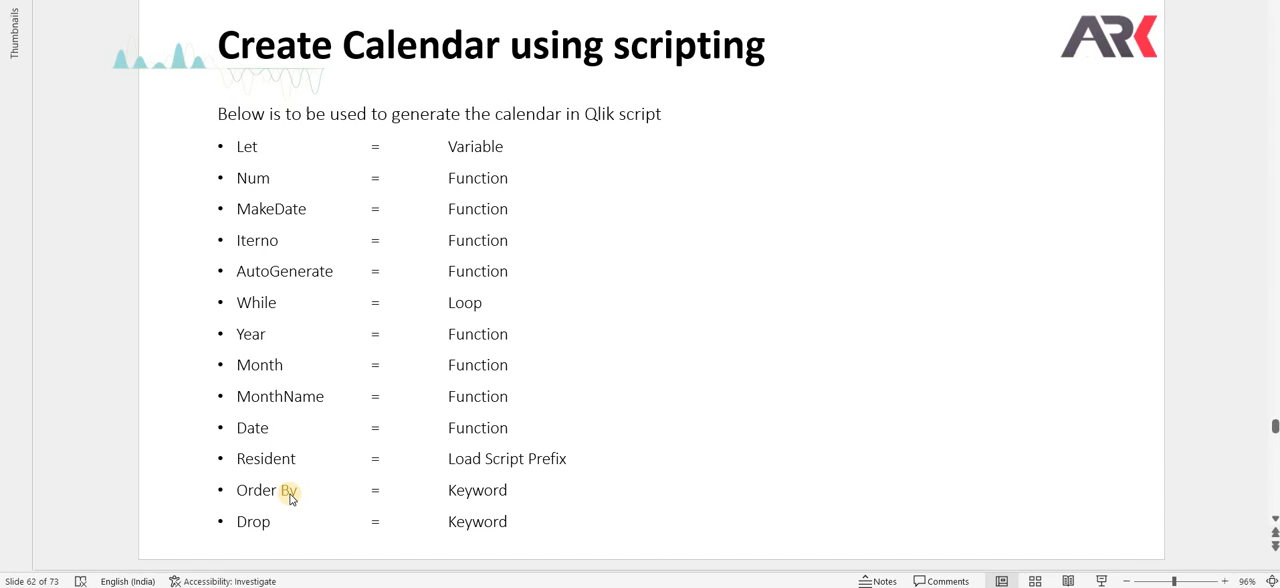 Thumbnails
Create Calendar using scripting
ARK
Below is to be used to generate the calendar in Qlik script
• Let = Variable
• Num = Function
• MakeDate = Function
• Iterno = Function
• AutoGenerate = Function
• While = Loop
• Year = Function
• Month = Function
• MonthName = Function
• Date = Function
• Resident = Load Script Prefix
• Order By = Keyword
• Drop = Keyword
Slide 62 of 73 English (India) Accessibility: Investigate Notes Comments 96%